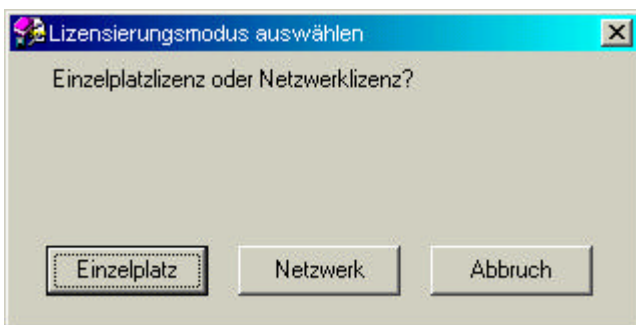 Lizensierungsmodus auswählen
Einzelplatzlizenz oder Netzwerklizenz?
Einzelplatz Netzwerk Abbruch